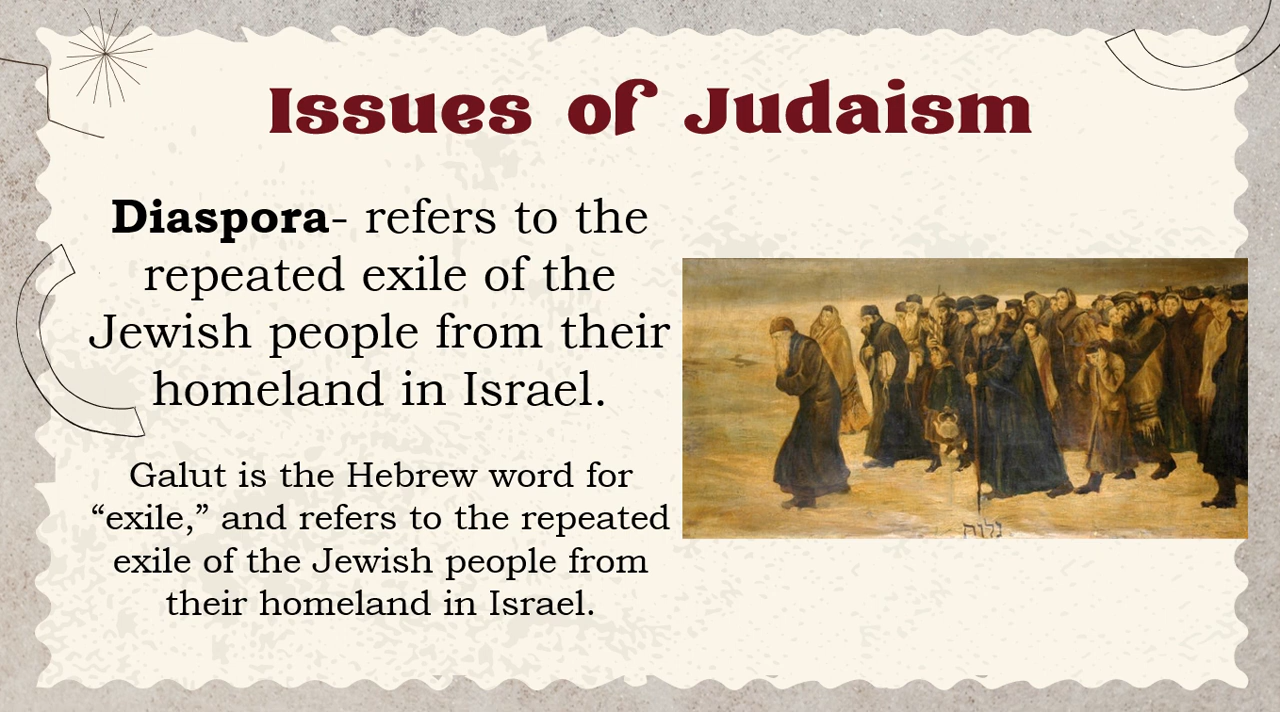 Issues of Judaism
Diaspora- refers to the
repeated exile of the
Jewish people from their
homeland in Israel.
Galut is the Hebrew word for
“exile,” and refers to the repeated
exile of the Jewish people from
their homeland in Israel.
גלות